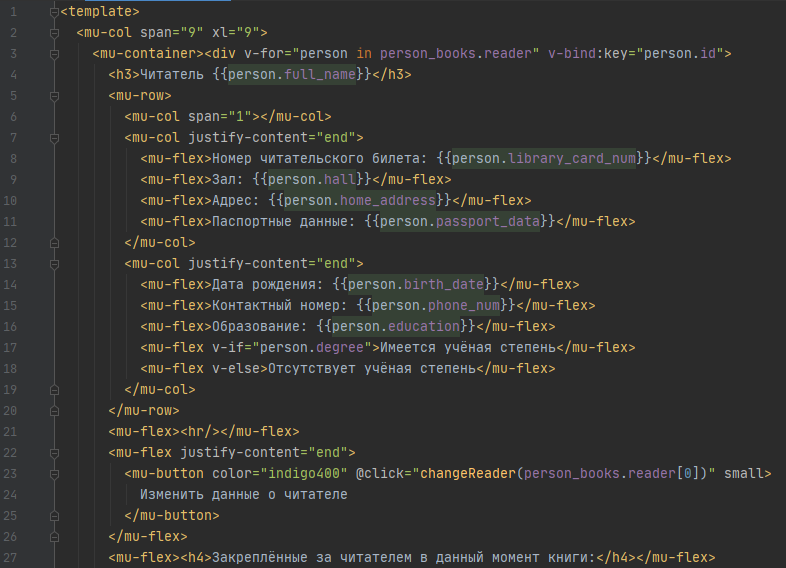 1 <template>
2 <mu-col span="9" xl="9">
3 <mu-container><div v-for="person in person_books.reader" v-bind:key="person.id">
4 <h3>Читатель {{person.full_name}}</h3>
5 <mu-row>
6 <mu-col span="1"></mu-col>
7 <mu-col justify-content="end">
8 <mu-flex>Номер читательского билета: {{person.library_card_num}}</mu-flex>
9 <mu-flex>Зал: {{person.hall}}</mu-flex>
10 <mu-flex>Адрес: {{person.home_address}}</mu-flex>
11 <mu-flex>Паспортные данные: {{person.passport_data}}</mu-flex>
12 </mu-col>
13 <mu-col justify-content="end">
14 <mu-flex>Дата рождения: {{person.birth_date}}</mu-flex>
15 <mu-flex>Контактный номер: {{person.phone_num}}</mu-flex>
16 <mu-flex>Образование: {{person.education}}</mu-flex>
17 <mu-flex v-if="person.degree">Имеется учёная степень</mu-flex>
18 <mu-flex v-else>Отсутствует учёная степень</mu-flex>
19 </mu-col>
20 </mu-row>
21 <mu-flex><hr/></mu-flex>
22 <mu-flex justify-content="end">
23 <mu-button color="indigo400" @click="changeReader(person_books.reader[0])" small>
24 Изменить данные о читателе
25 </mu-button>
26 </mu-flex>
27 <mu-flex><h4>Закреплённые за читателем в данный момент книги:</h4></mu-flex>